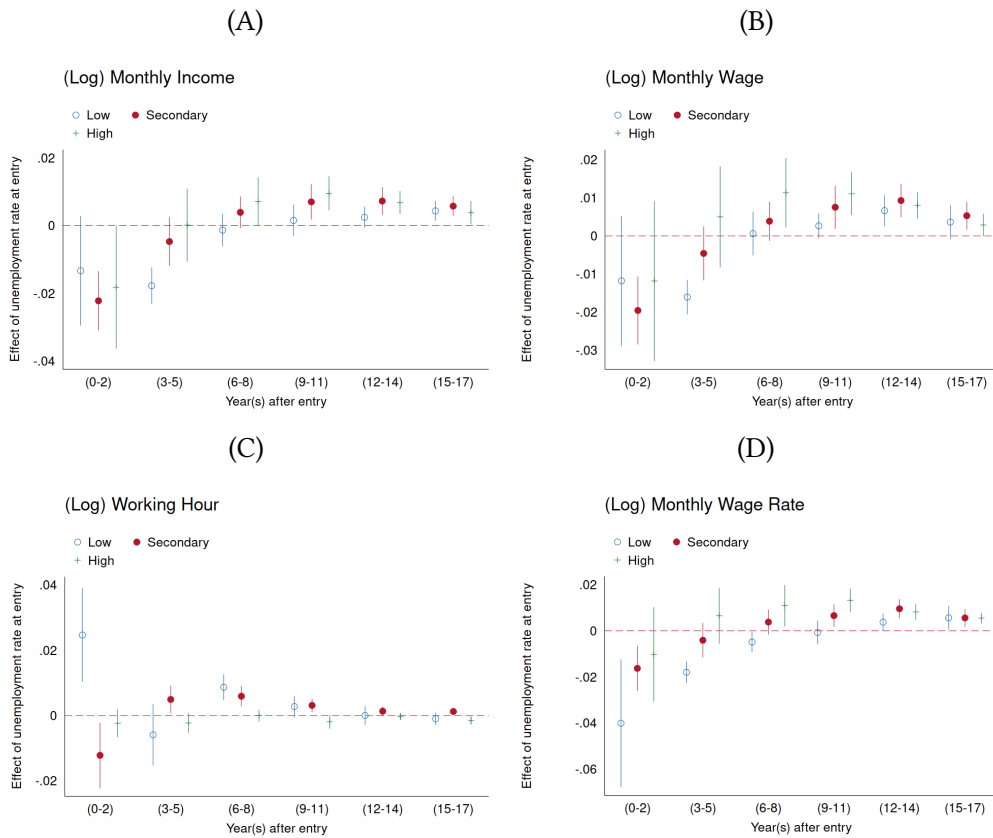 (A)
(Log) Monthly Income
Low Secondary
High
Effect of unemployment rate at entry
.02
0
-.02
-.04
(0-2) (3-5) (6-8) (9-11) (12-14) (15-17)
Year(s) after entry
(B)
(Log) Monthly Wage
Low Secondary
High
Effect of unemployment rate at entry
.02
.01
0
-.01
-.02
-.03
(0-2) (3-5) (6-8) (9-11) (12-14) (15-17)
Year(s) after entry
(C)
(Log) Working Hour
Low Secondary
High
Effect of unemployment rate at entry
.04
.02
0
-.02
(0-2) (3-5) (6-8) (9-11) (12-14) (15-17)
Year(s) after entry
(D)
(Log) Monthly Wage Rate
Low Secondary
High
Effect of unemployment rate at entry
.02
0
-.02
-.04
-.06
(0-2) (3-5) (6-8) (9-11) (12-14) (15-17)
Year(s) after entry